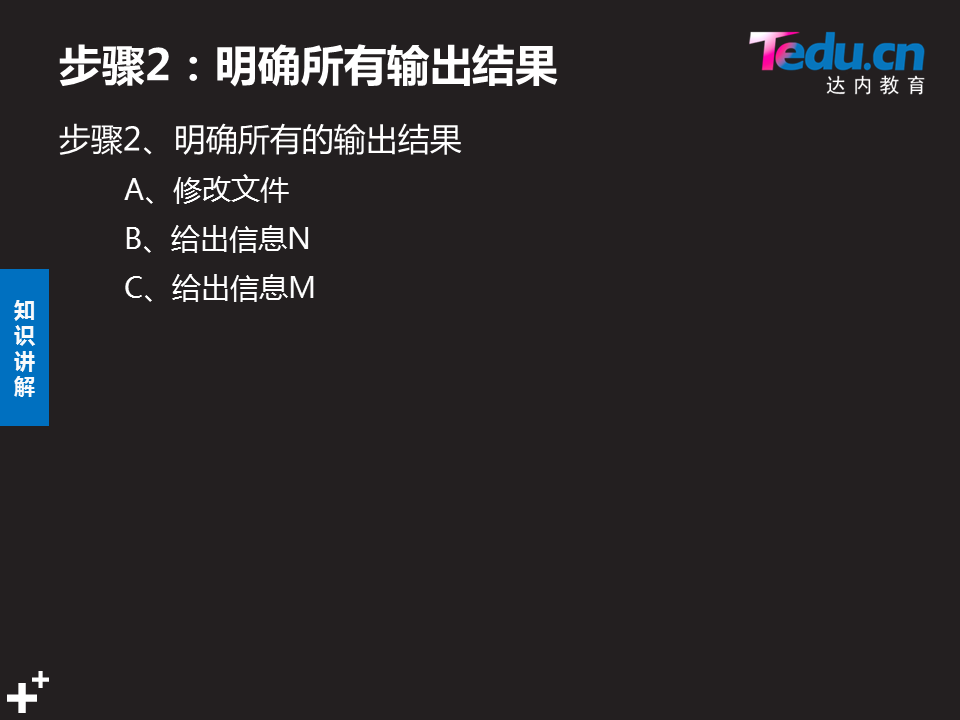 步骤2：明确所有输出结果
Tedu.cn
达内教育
步骤2、明确所有的输出结果
A、修改文件
B、给出信息N
C、给出信息M
知识讲解